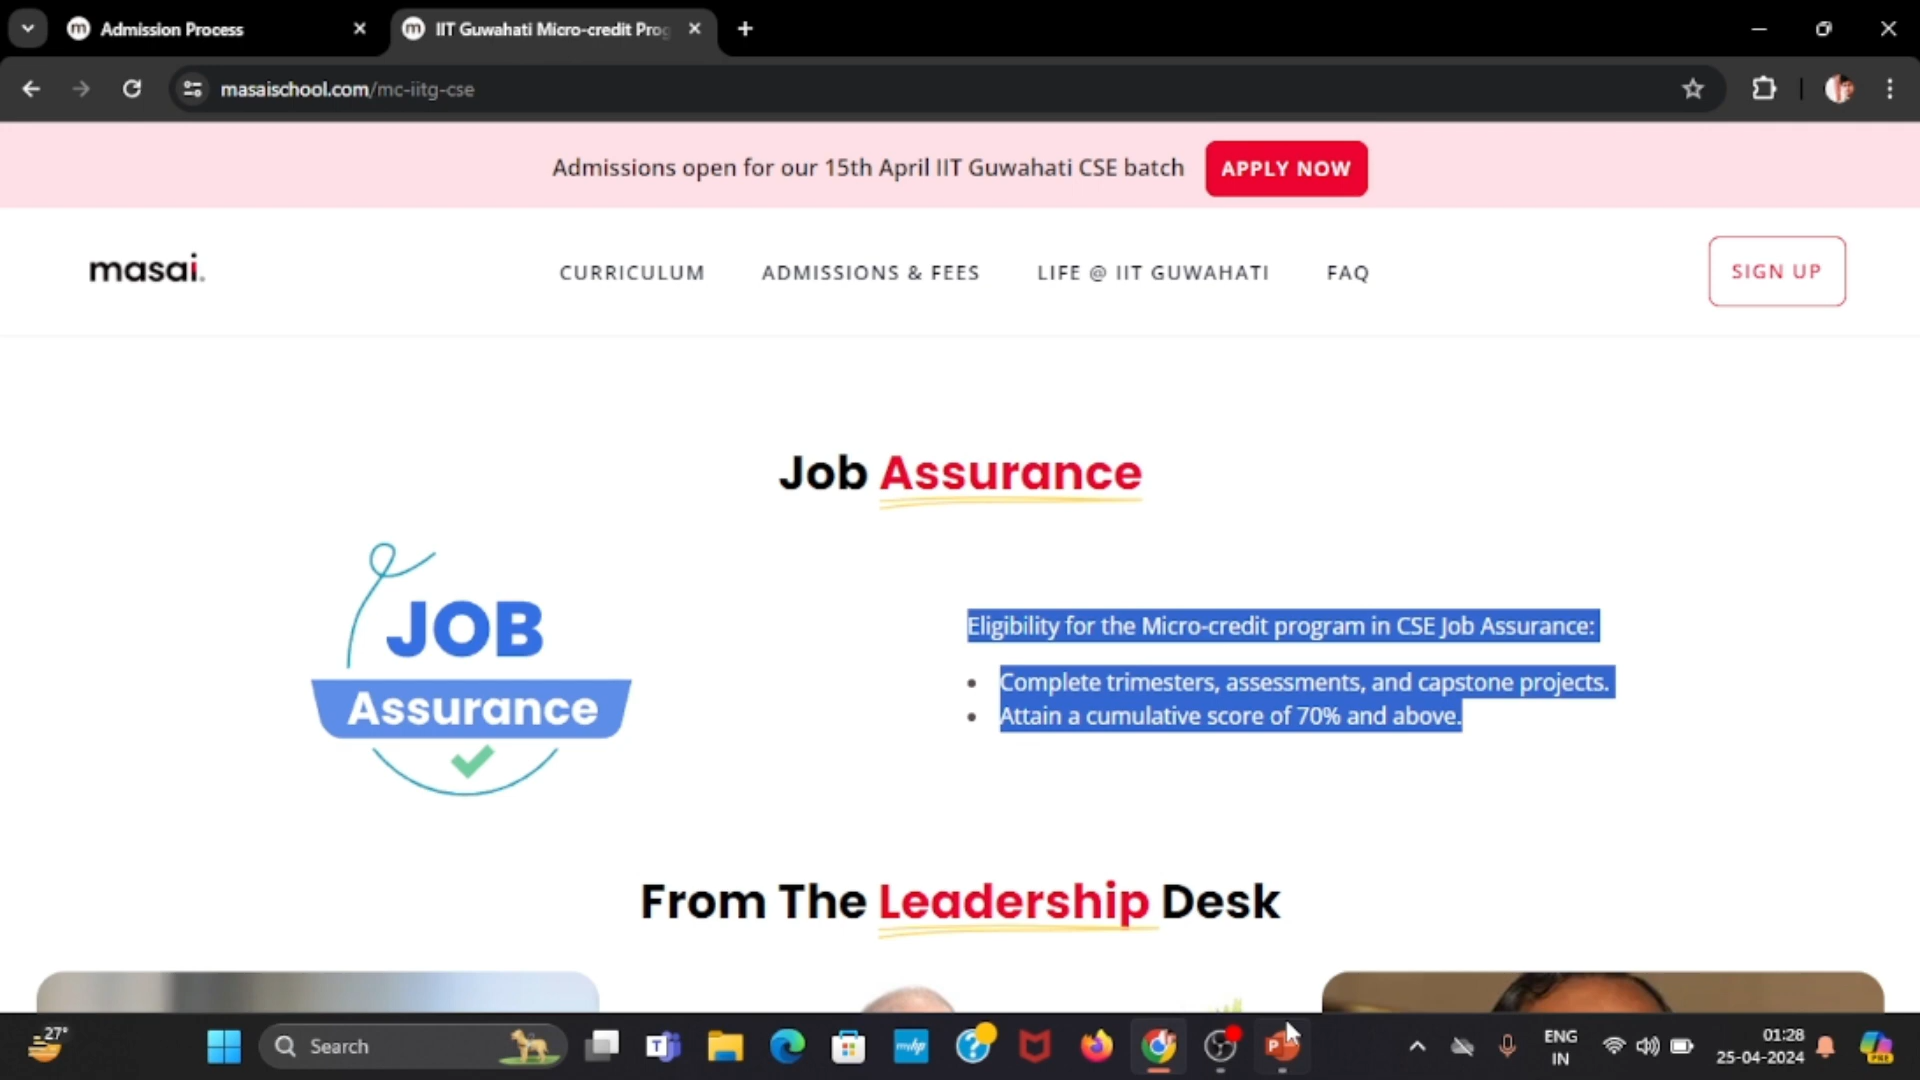 Admission Process
IIT Guwahati Micro-credit Prog
masaischool.com/mc-iitg-cse
Admissions open for our 15th April IIT Guwahati CSE batch
APPLY NOW
masai.
CURRICULUM
ADMISSIONS & FEES
LIFE @ IIT GUWAHATI
FAQ
SIGN UP
Job Assurance
JOB
Assurance
Eligibility for the Micro-credit program in CSE Job Assurance:
• Complete trimesters, assessments, and capstone projects.
• Attain a cumulative score of 70% and above.
From The Leadership Desk
27°
Search
myhp
ENG
IN
01:28
25-04-2024
PRE